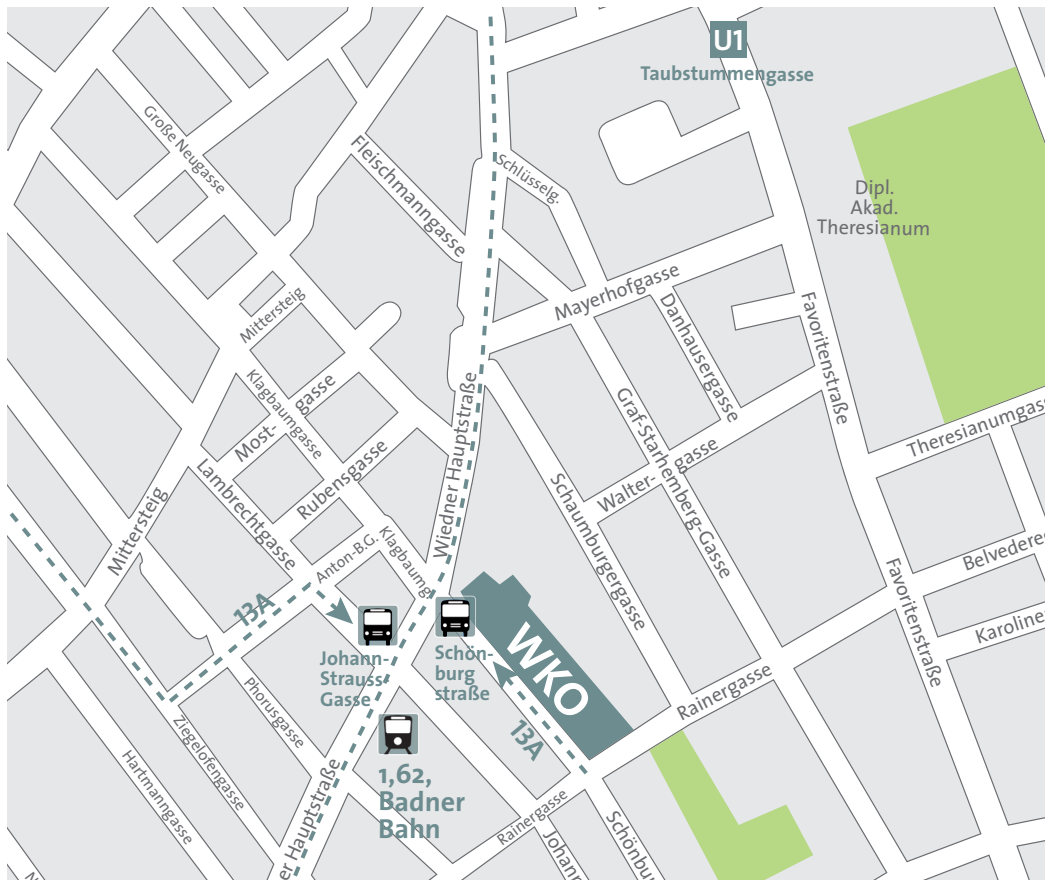 U1
Taubstummengasse
Große Neugasse
Fleischmanngasse
Schlüsselg.
Dipl.
Akad.
Theresianum
Mayerhofgasse
Mittersteig
Danhausergasse
Favoritenstraße
Klagbaumgasse
Most-
gasse
Wiedner Hauptstraße
Graf-Starhemberg-Gasse
Theresianumgass
Lambrechtgasse
Rubensgasse
Walter-
gasse
Schaumburgergasse
Mittersteig
Anton-B.G.
Klagbaumg.
Belvedere
Favoritenstraße
13A
Karoline
Johann-
Strauss-
Gasse
Schön-
burg
straße
WKO
Rainergasse
Phorusgasse
Ziegelofengasse
13A
Hartmanngasse
1,62,
Badner
Bahn
er Hauptstraße
Rainergasse
Johann
Schönbu